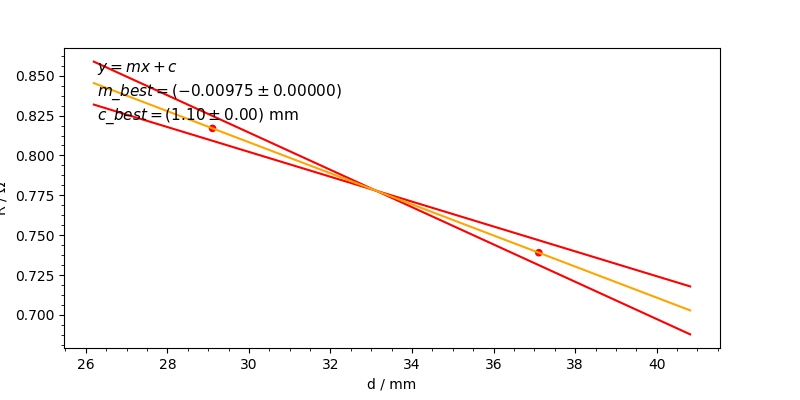 y = mx + c
m_best = (−0.00975 ± 0.00000)
c_best = (1.10 ± 0.00) mm
0.850
0.825
0.800
0.775
0.750
0.725
0.700
26 28 30 32 34 36 38 40
d / mm